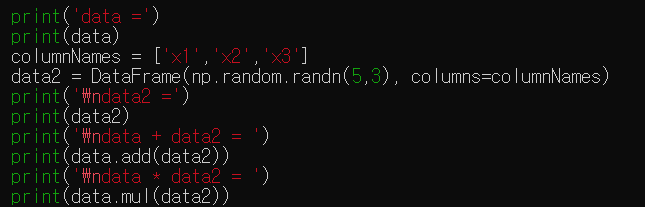 print('data =')
print(data)
columnNames = ['x1','x2','x3']
data2 = DataFrame(np.random.randn(5,3), columns=columnNames)
print('₩ndata2 =')
print(data2)
print('₩ndata + data2 = ')
print(data.add(data2))
print('₩ndata * data2 = ')
print(data.mul(data2))